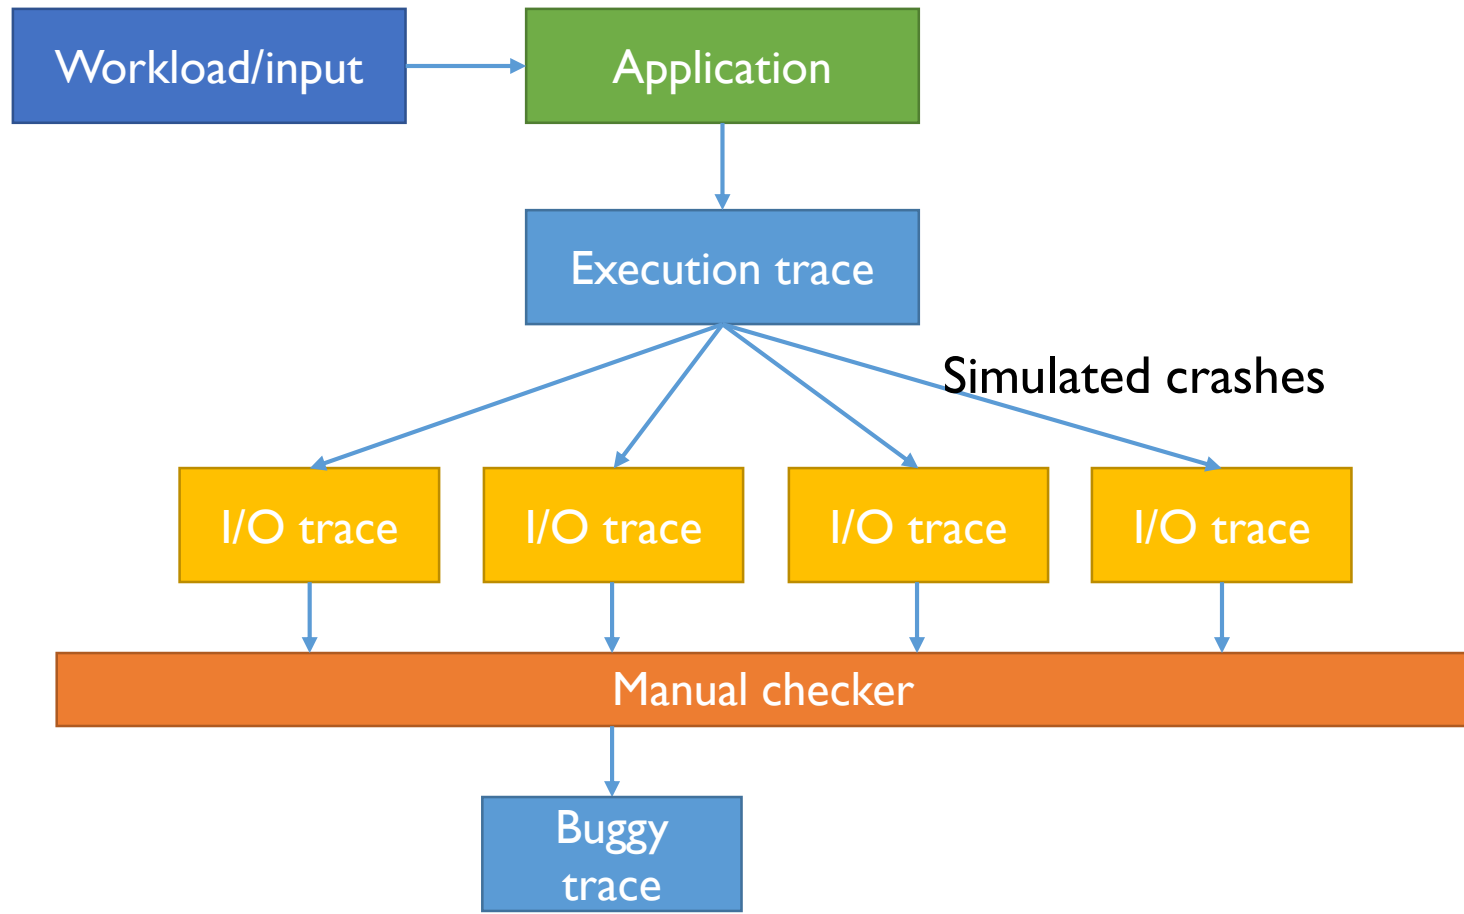 Workload/input
Application
Execution trace
Simulated crashes
I/O trace
I/O trace
I/O trace
I/O trace
Manual checker
Buggy
trace